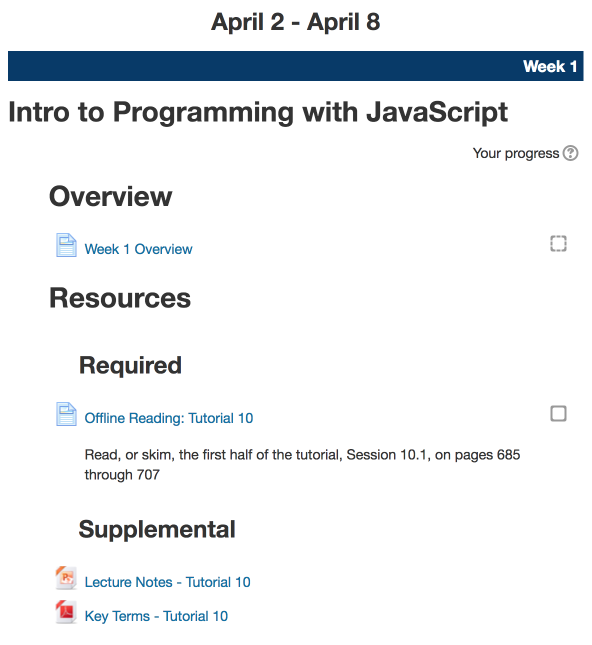 April 2 - April 8
Week 1
Intro to Programming with JavaScript
Your progress ?
Overview
Week 1 Overview
Resources
Required
Offline Reading: Tutorial 10
Read, or skim, the first half of the tutorial, Session 10.1, on pages 685
through 707
Supplemental
Lecture Notes - Tutorial 10
Key Terms - Tutorial 10